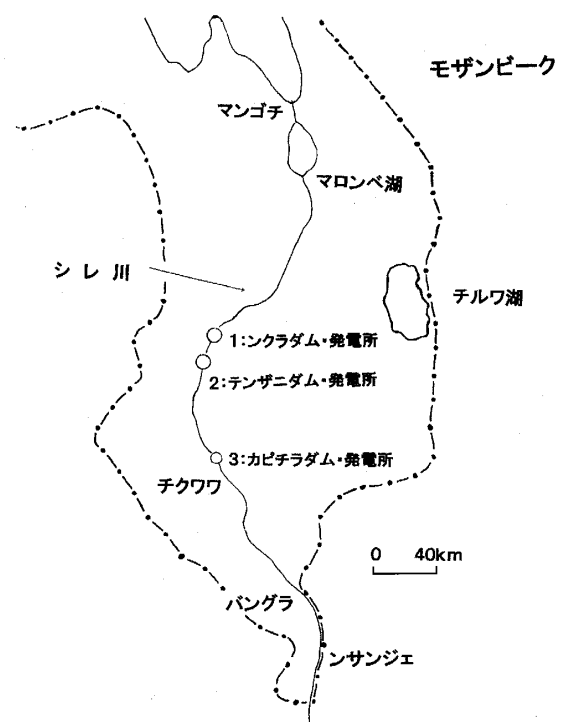 モザンビーク
マンゴチ
マロンベ湖
シレ川
チルワ湖
1:ンクラダム・発電所
2:テンザニダム・発電所
3:カピチラダム・発電所
チクワワ
0 40km
バングラ
ンサンジェ